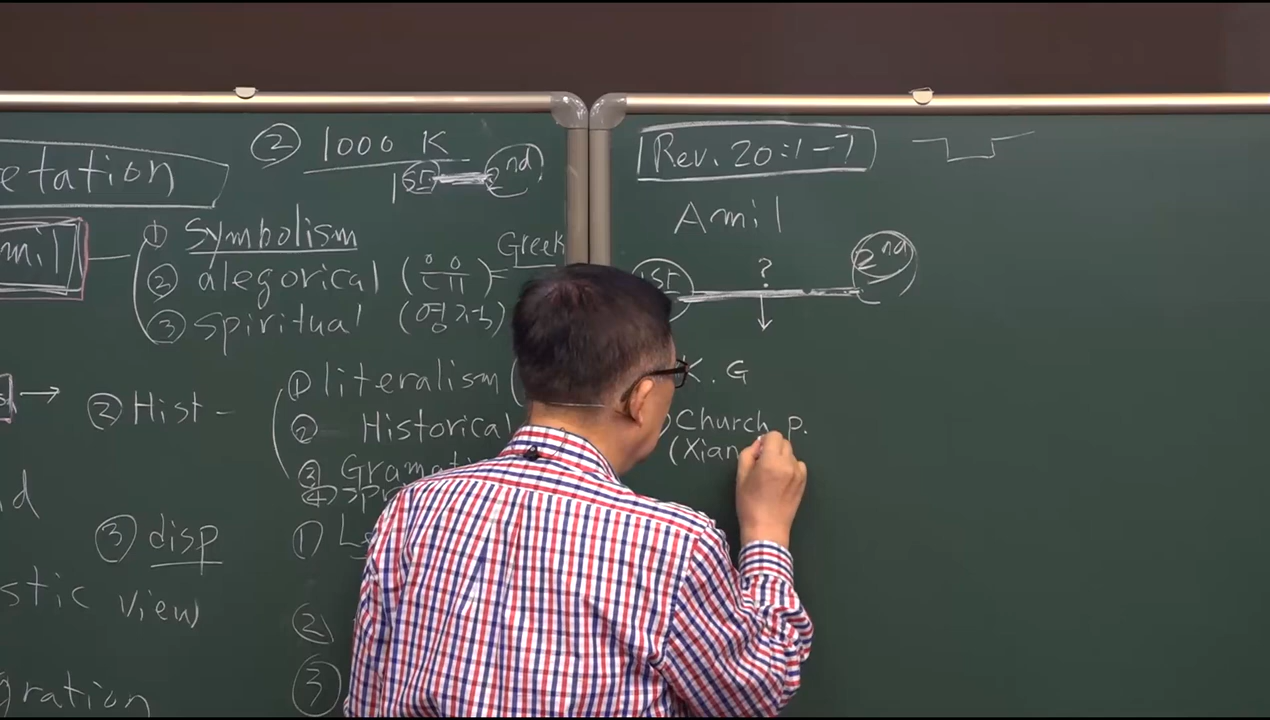 etation
② 1000 K
1st 2nd
mil
① Symbolism
② alegorical ( ) = Greek
③ spiritual (영적)
→ ② Hist -
① literalism (
② Historical
③ Gramati
④
d
③ disp
①
stic view
②
③
gration
Rev. 20:1-7
Amil
1st ? 2nd
K. G
Church p.
(Xian